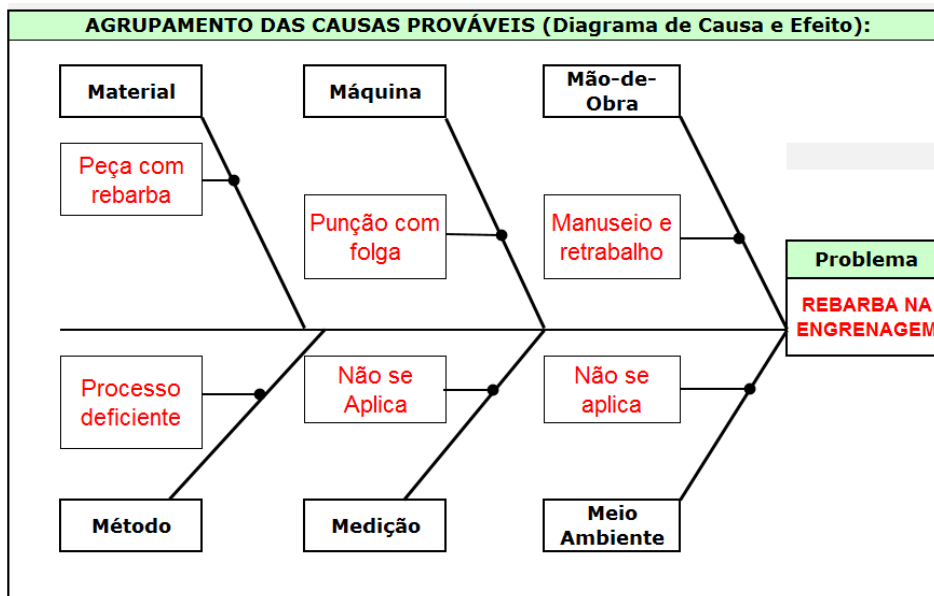 AGRUPAMENTO DAS CAUSAS PROVÁVEIS (Diagrama de Causa e Efeito):
Material
Máquina
Mão-de-
Obra
Peça com
rebarba
Punção com
folga
Manuseio e
retrabalho
Problema
REBARBA NA
ENGRENAGEM
Processo
deficiente
Não se
Aplica
Não se
aplica
Método
Medição
Meio
Ambiente